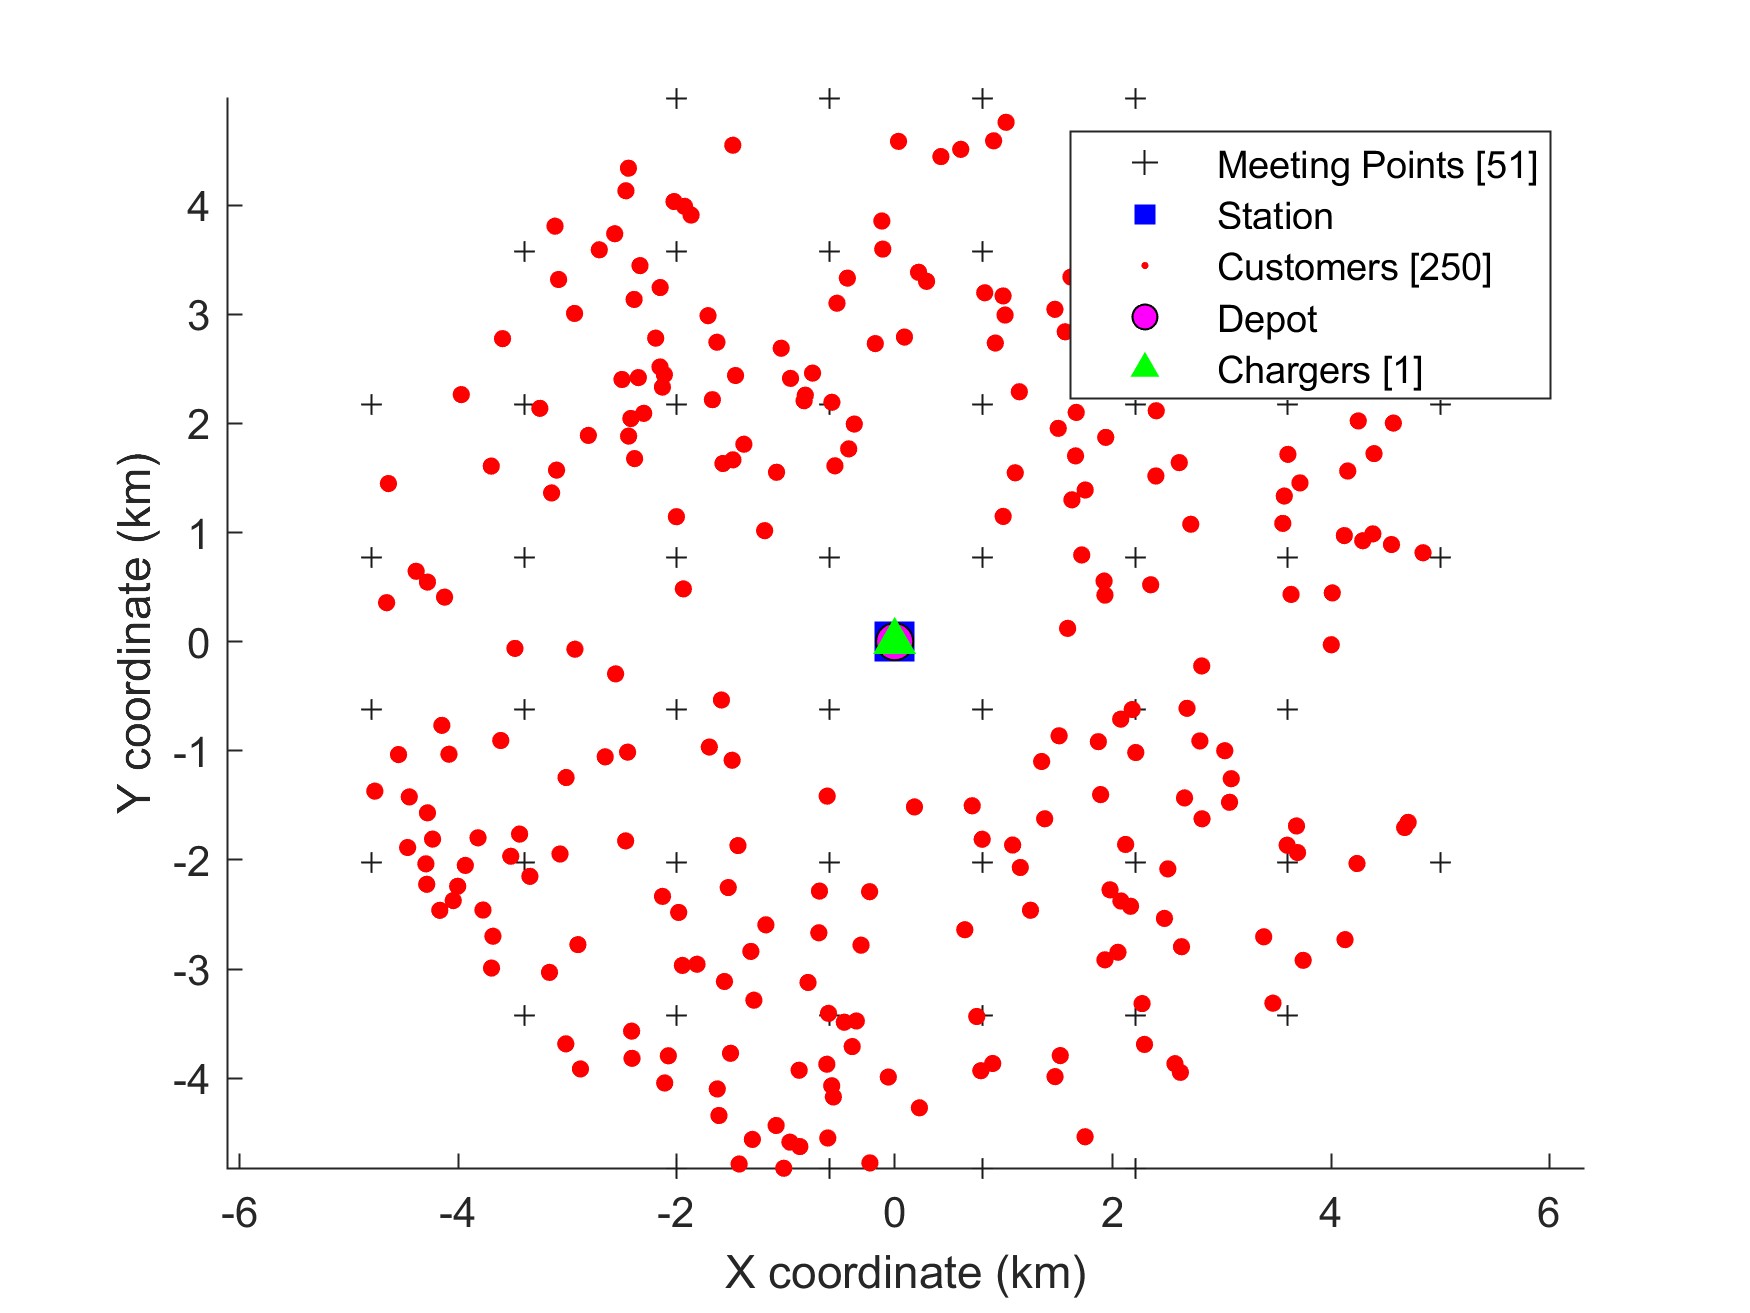 Meeting Points [51]
Station
Customers [250]
Depot
Chargers [1]
4
3
2
1
0
-1
-2
-3
-4
Y coordinate (km)
-6 -4 -2 0 2 4 6
X coordinate (km)